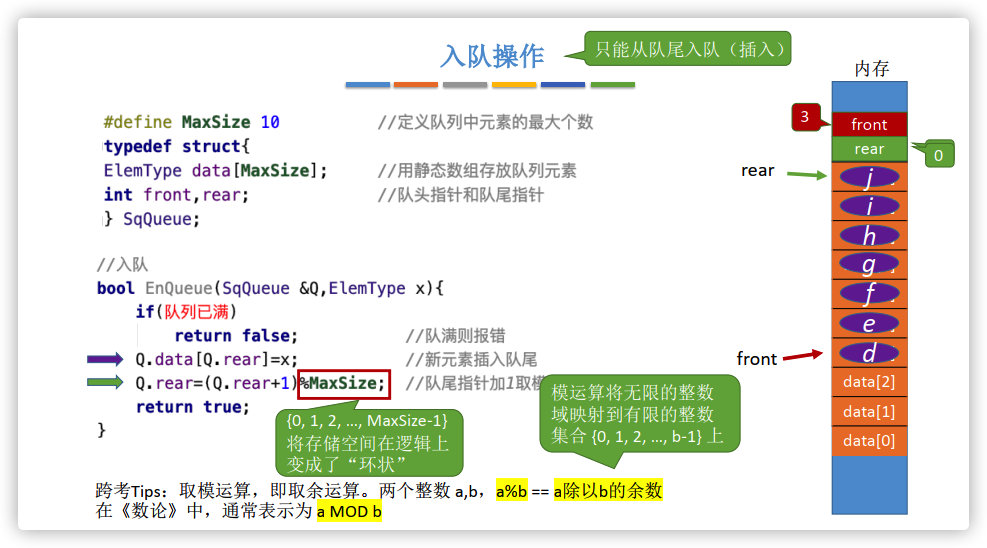 入队操作
只能从队尾入队（插入）
内存
#define MaxSize 10 //定义队列中元素的最大个数
typedef struct{
ElemType data[MaxSize]; //用静态数组存放队列元素
int front,rear; //队头指针和队尾指针
} SqQueue;
//入队
bool EnQueue(SqQueue &Q,ElemType x){
if(队列已满)
return false; //队满则报错
Q.data[Q.rear]=x; //新元素插入队尾
Q.rear=(Q.rear+1)%MaxSize; //队尾指针加1取模
return true;
}
{0, 1, 2, …, MaxSize-1}
将存储空间在逻辑上
变成了“环状”
模运算将无限的整数
域映射到有限的整数
集合 {0, 1, 2, …, b-1} 上
跨考Tips：取模运算，即取余运算。两个整数 a,b，a%b == a除以b的余数
在《数论》中，通常表示为 a MOD b
3
front
rear
0
rear
j
i
h
g
f
e
front
d
data[2]
data[1]
data[0]